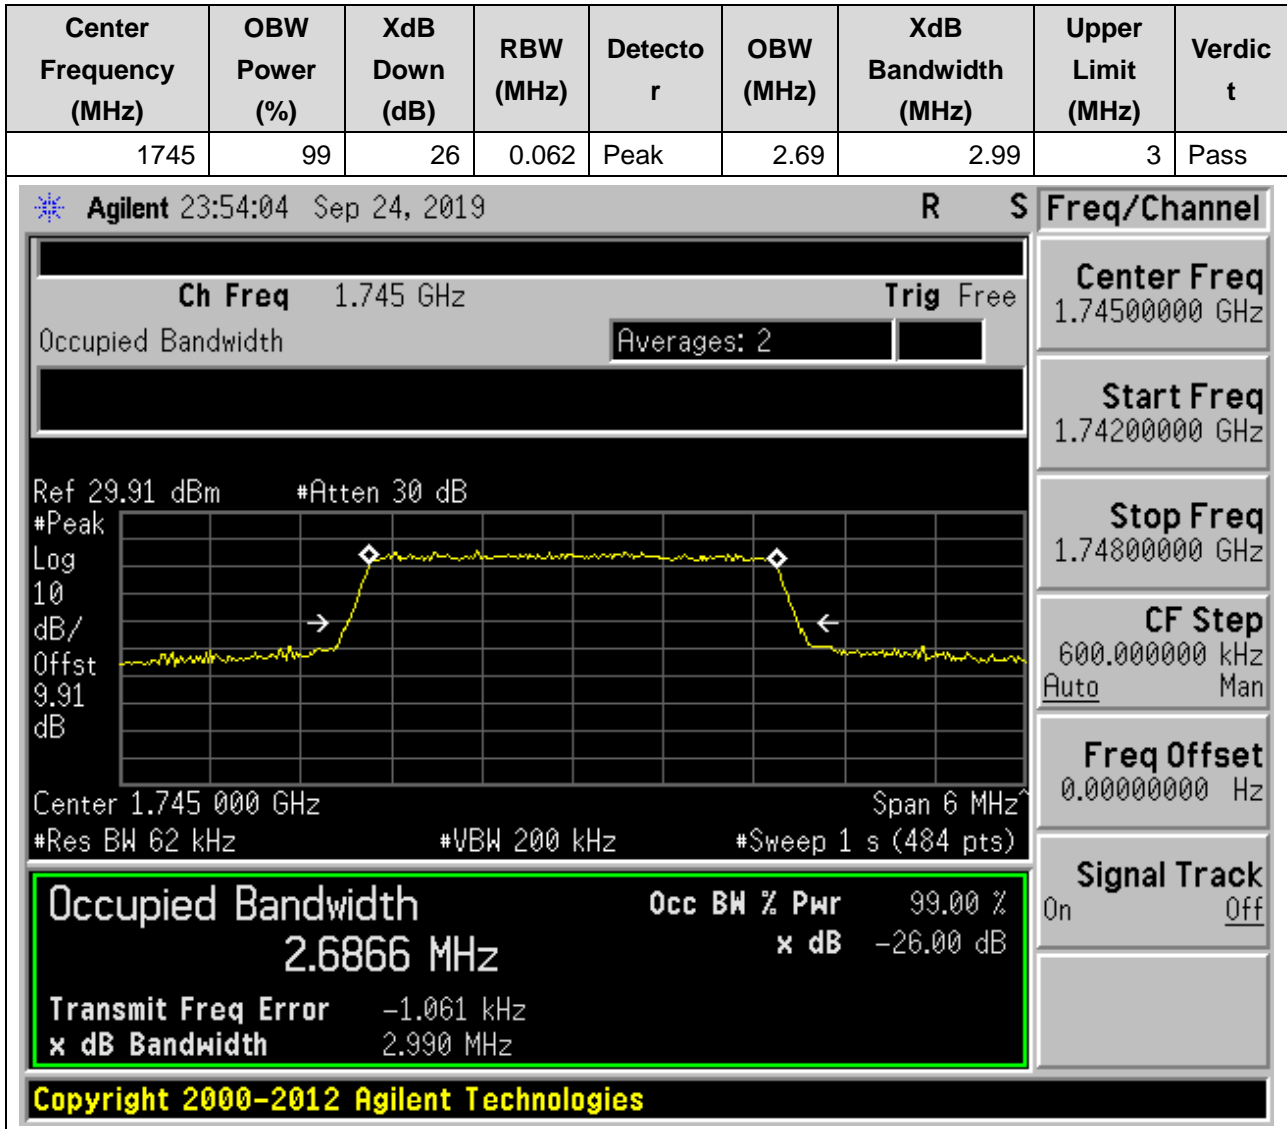 Center Frequency (MHz) OBW Power (%) XdB Down (dB) RBW (MHz) Detecto r OBW (MHz) XdB Bandwidth (MHz) Upper Limit (MHz) Verdic t
1745 99 26 0.062 Peak 2.69 2.99 3 Pass
Agilent 23:54:04 Sep 24, 2019 R S
Ch Freq 1.745 GHz Trig Free
Occupied Bandwidth Averages: 2
Ref 29.91 dBm #Atten 30 dB
#Peak
Log
10
dB/
Offst
9.91
dB
Center 1.745 000 GHz Span 6 MHz^
#Res BW 62 kHz #VBW 200 kHz #Sweep 1 s (484 pts)
Occupied Bandwidth Occ BW % Pwr 99.00 %
2.6866 MHz x dB -26.00 dB
Transmit Freq Error -1.061 kHz
x dB Bandwidth 2.990 MHz
Copyright 2000-2012 Agilent Technologies
Freq/Channel
Center Freq
1.74500000 GHz
Start Freq
1.74200000 GHz
Stop Freq
1.74800000 GHz
CF Step
600.000000 kHz
Auto Man
Freq Offset
0.00000000 Hz
Signal Track
On Off